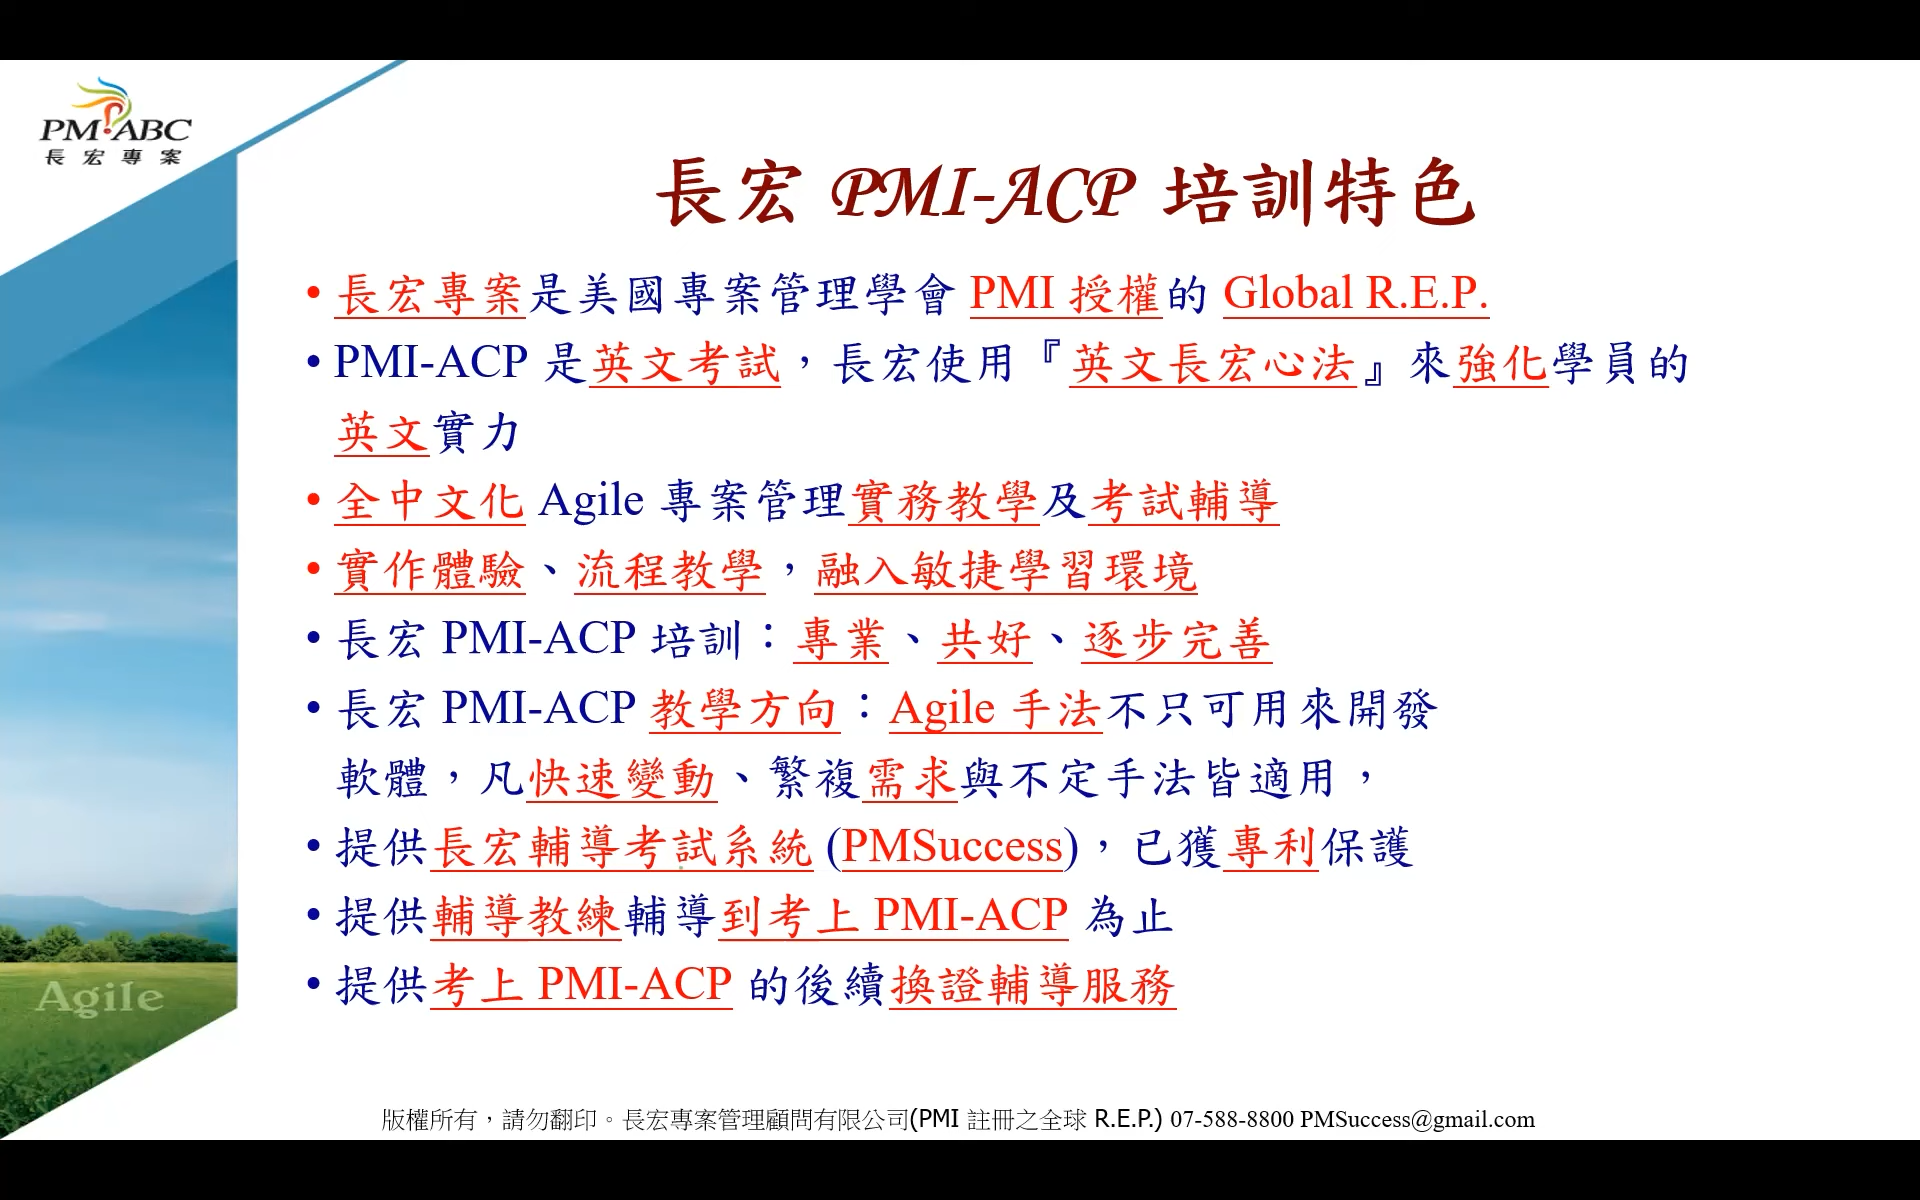 PM ABC
長宏專案
長宏 PMI-ACP 培訓特色
• 長宏專案是美國專案管理學會 PMI 授權的 Global R.E.P.
• PMI-ACP 是英文考試，長宏使用『英文長宏心法』來強化學員的
英文實力
• 全中文化 Agile 專案管理實務教學及考試輔導
• 實作體驗、流程教學，融入敏捷學習環境
• 長宏 PMI-ACP 培訓：專業、共好、逐步完善
• 長宏 PMI-ACP 教學方向：Agile 手法不只可用來開發
軟體，凡快速變動、繁複需求與不定手法皆適用，
• 提供長宏輔導考試系統 (PMSuccess)，已獲專利保護
• 提供輔導教練輔導到考上 PMI-ACP 為止
• 提供考上 PMI-ACP 的後續換證輔導服務
Agile
版權所有，請勿翻印。長宏專案管理顧問有限公司(PMI 註冊之全球 R.E.P.) 07-588-8800 PMSuccess@gmail.com